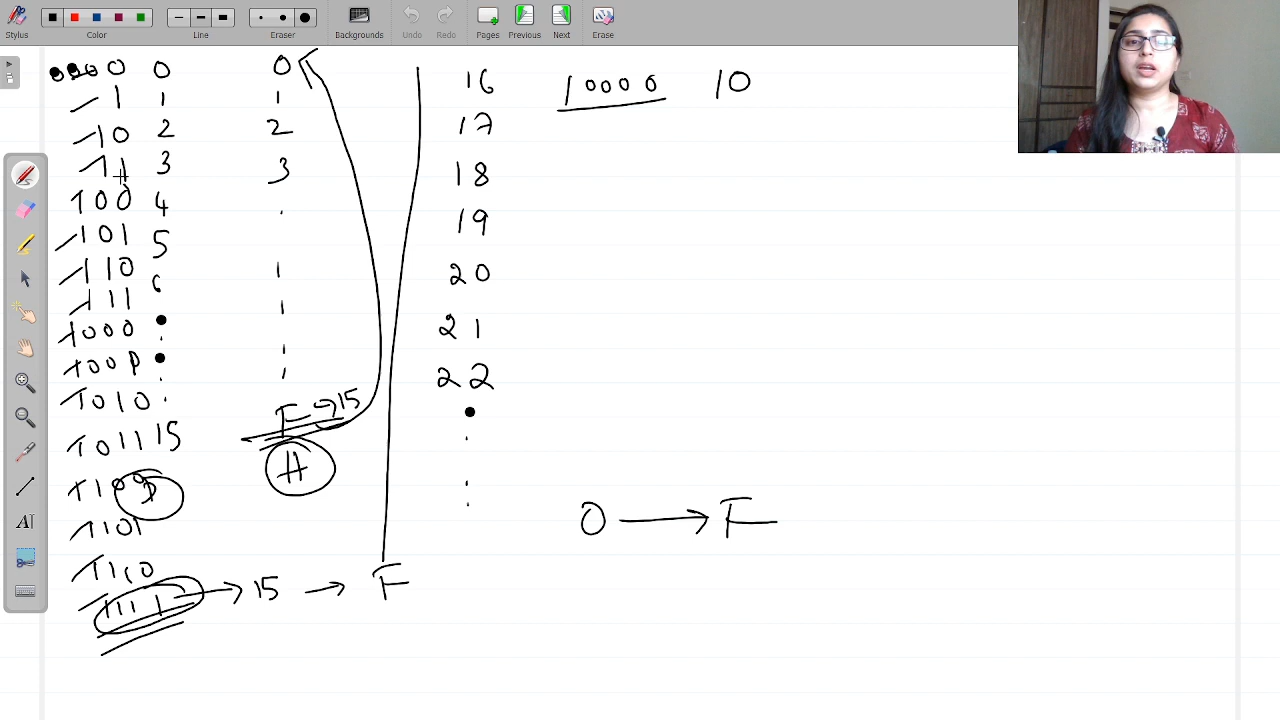 Stylus Color Line Eraser Backgrounds Undo Redo Pages Previous Next Erase
000 0 0 0 16 10000 10
1 1 1 17
10 2 2 18
11 3 3 19
100 4 20
101 5 21
110 6 22
111
1000
1001
1010
1011 15 F → 15
1100 D H
1101 0 → F
1110
1111 → 15 → F